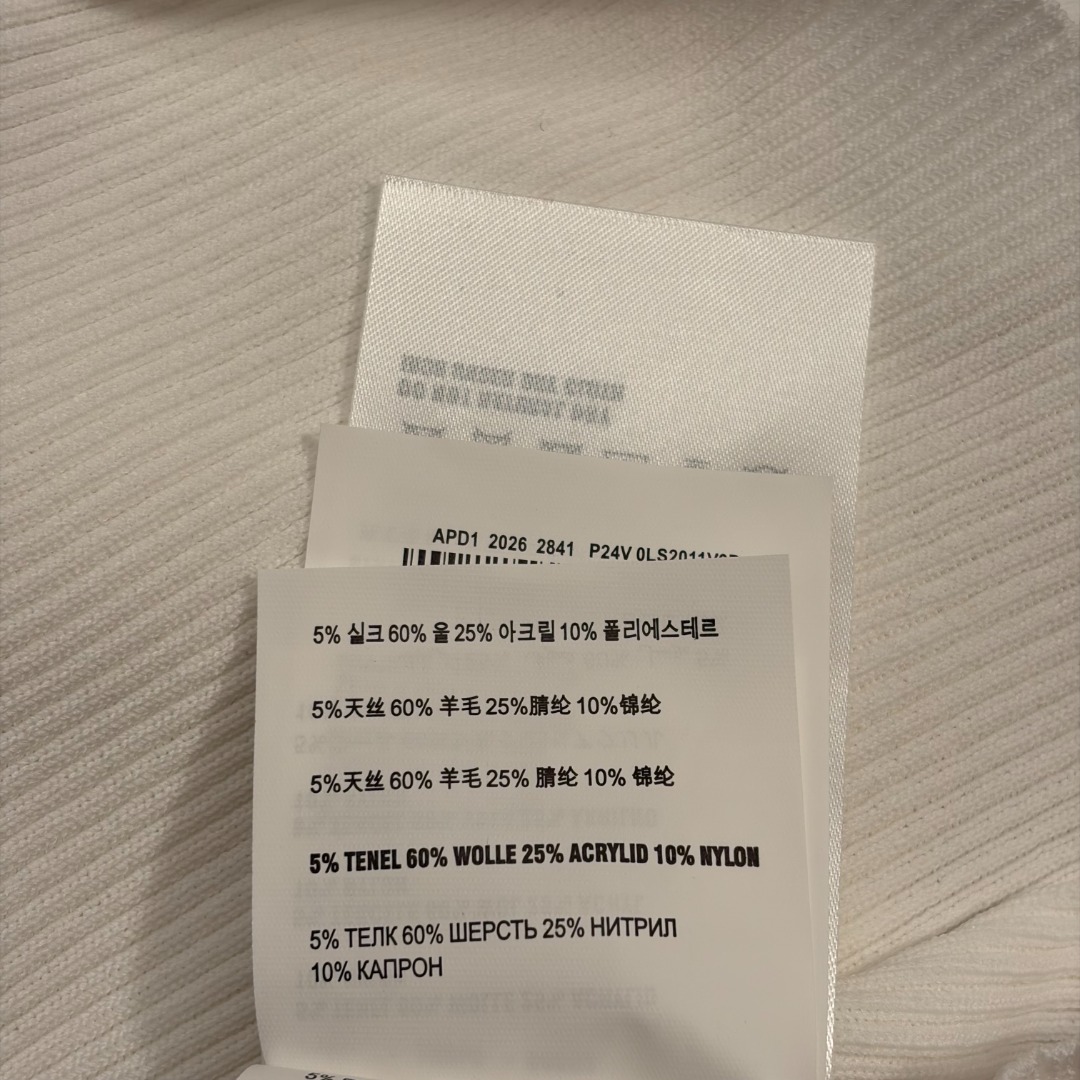 APD1 2026 2841 P24V 0LS2011V
5% 실크 60% 울 25% 아크릴 10% 폴리에스테르
5%天丝 60% 羊毛 25%腈纶 10%锦纶
5%天丝 60% 羊毛 25% 腈纶 10% 锦纶
5% TENEL 60% WOLLE 25% ACRYLID 10% NYLON
5% ТЕЛК 60% ШЕРСТЬ 25% НИТРИЛ
10% КАПРОН
5%